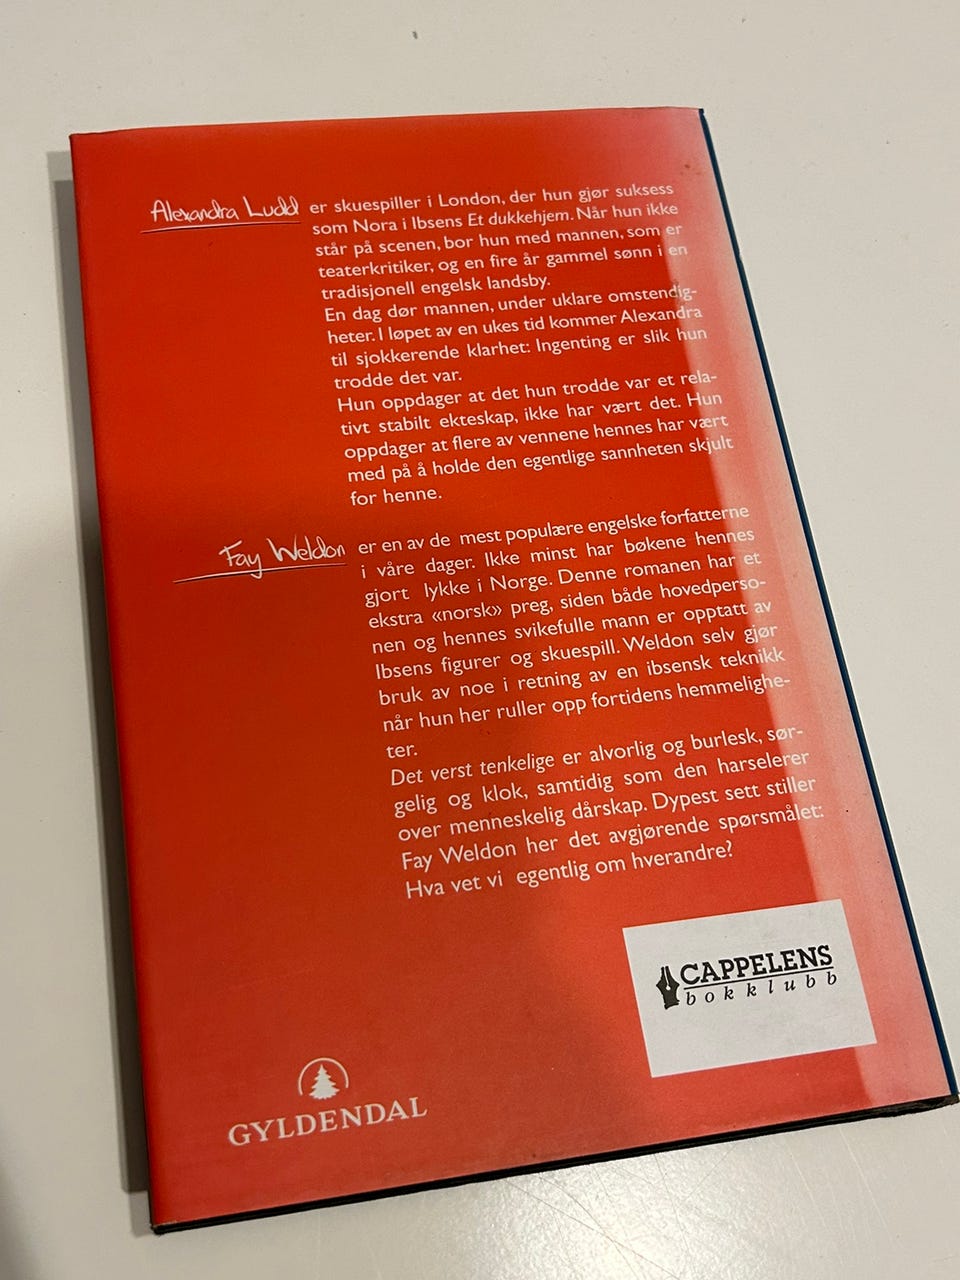 Alexandra Ludd er skuespiller i London, der hun gjør suksess
som Nora i Ibsens Et dukkehjem. Når hun ikke
står på scenen, bor hun med mannen, som er
teaterkritiker, og en fire år gammel sønn i en
tradisjonell engelsk landsby.
En dag dør mannen, under uklare omstendig-
heter. I løpet av en ukes tid kommer Alexandra
til sjokkerende klarhet: Ingenting er slik hun
trodde det var.
Hun oppdager at det hun trodde var et rela-
tivt stabilt ekteskap, ikke har vært det. Hun
oppdager at flere av vennene hennes har vært
med på å holde den egentlige sannheten skjult
for henne.
Fay Weldon er en av de mest populære engelske forfatterne
i våre dager. Ikke minst har bøkene hennes
gjort lykke i Norge. Denne romanen har et
ekstra «norsk» preg, siden både hovedperso-
nen og hennes svikefulle mann er opptatt av
Ibsens figurer og skuespill. Weldon selv gjør
bruk av noe i retning av en ibsensk teknikk
når hun her ruller opp fortidens hemmelighe-
ter.
Det verst tenkelige er alvorlig og burlesk, sør-
gelig og klok, samtidig som den harselerer
over menneskelig dårskap. Dypest sett stiller
Fay Weldon her det avgjørende spørsmålet:
Hva vet vi egentlig om hverandre?
CAPPELENS
bokklubb
GYLDENDAL